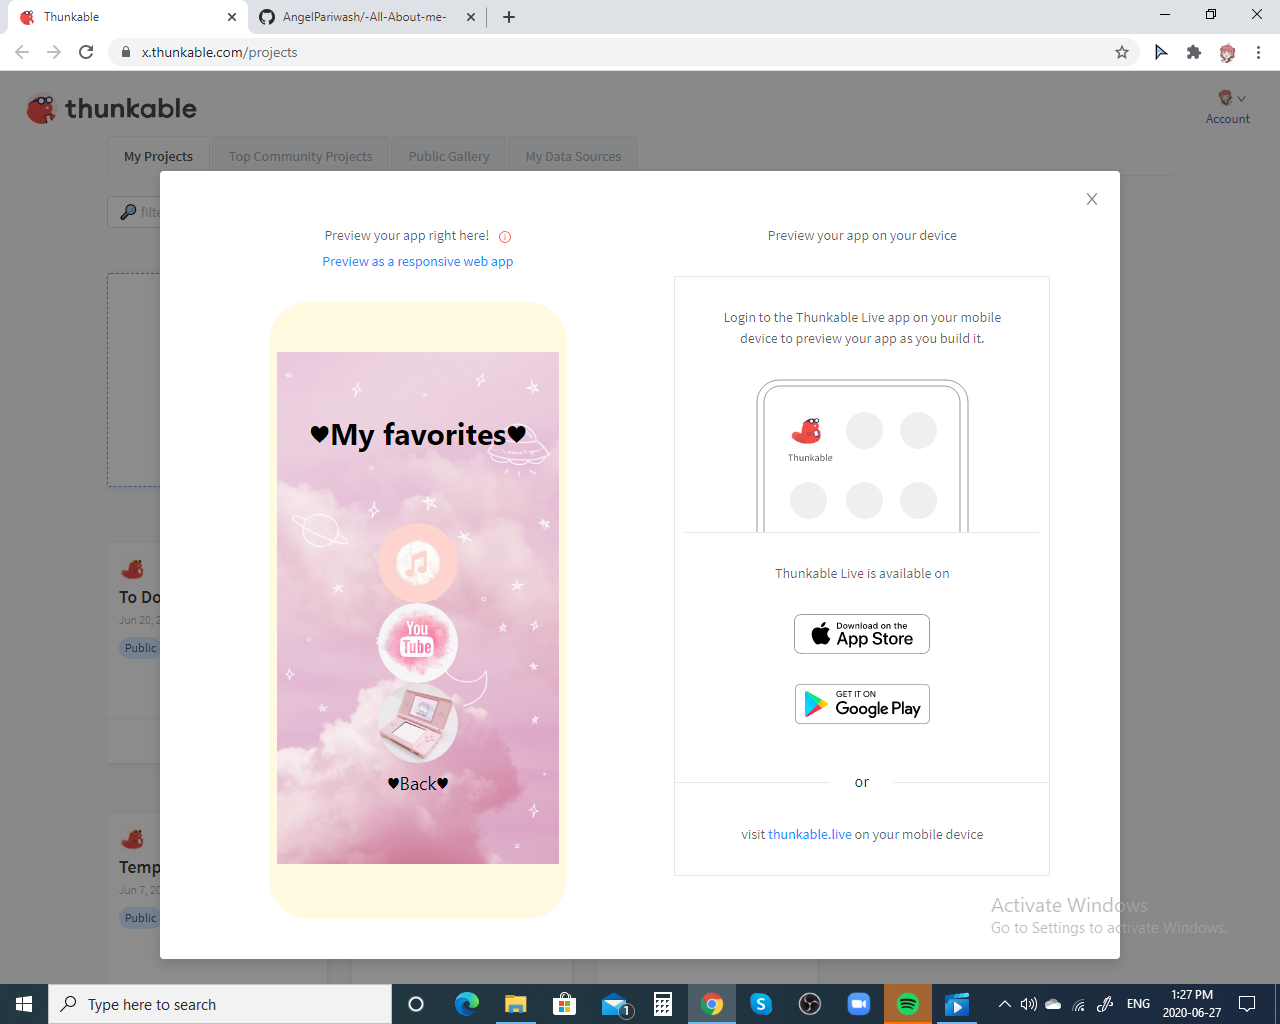 Thunkable
AngelPariwash/-All-About-me-
x.thunkable.com/projects
thunkable
Account
My Projects
Top Community Projects
Public Gallery
My Data Sources
filte
Preview your app right here!
Preview as a responsive web app
Preview your app on your device
♥My favorites♥
You
Tube
♥Back♥
Login to the Thunkable Live app on your mobile
device to preview your app as you build it.
Thunkable
Thunkable Live is available on
Download on the
App Store
GET IT ON
Google Play
or
visit thunkable.live on your mobile device
To Do
Jun 20, 2
Public
Temp
Jun 7, 20
Public
Activate Windows
Go to Settings to activate Windows.
Type here to search
1
ENG
1:27 PM
2020-06-27